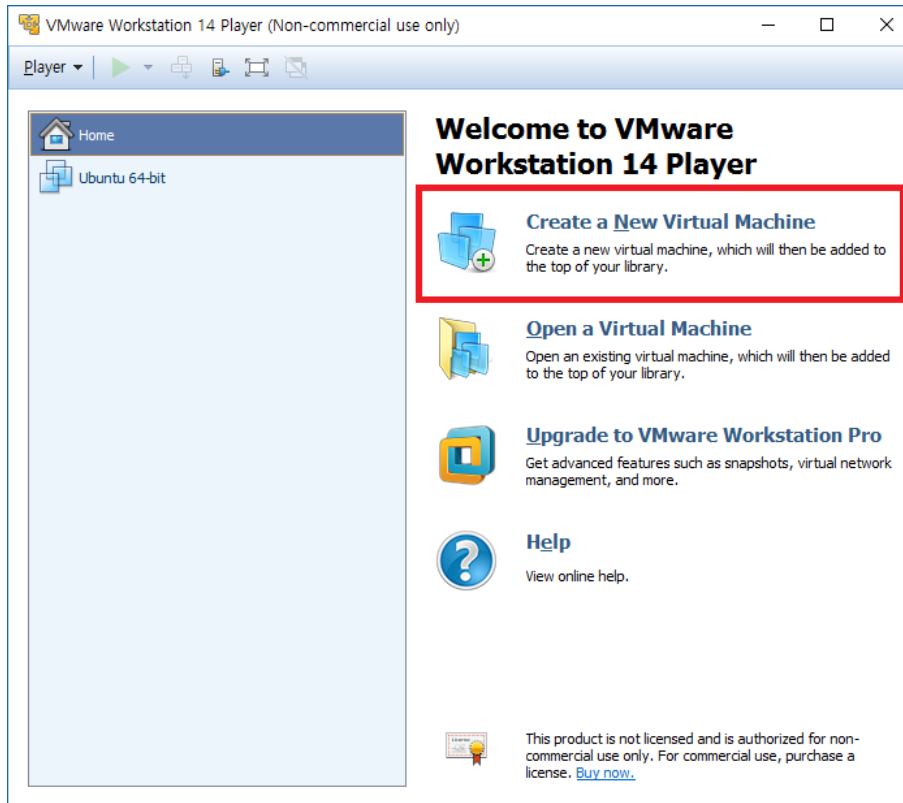 VMware Workstation 14 Player (Non-commercial use only)
Player
Home
Ubuntu 64-bit
Welcome to VMware
Workstation 14 Player
Create a New Virtual Machine
Create a new virtual machine, which will then be added to
the top of your library.
Open a Virtual Machine
Open an existing virtual machine, which will then be added
to the top of your library.
Upgrade to VMware Workstation Pro
Get advanced features such as snapshots, virtual network
management, and more.
Help
View online help.
This product is not licensed and is authorized for non-
commercial use only. For commercial use, purchase a
license. Buy now.